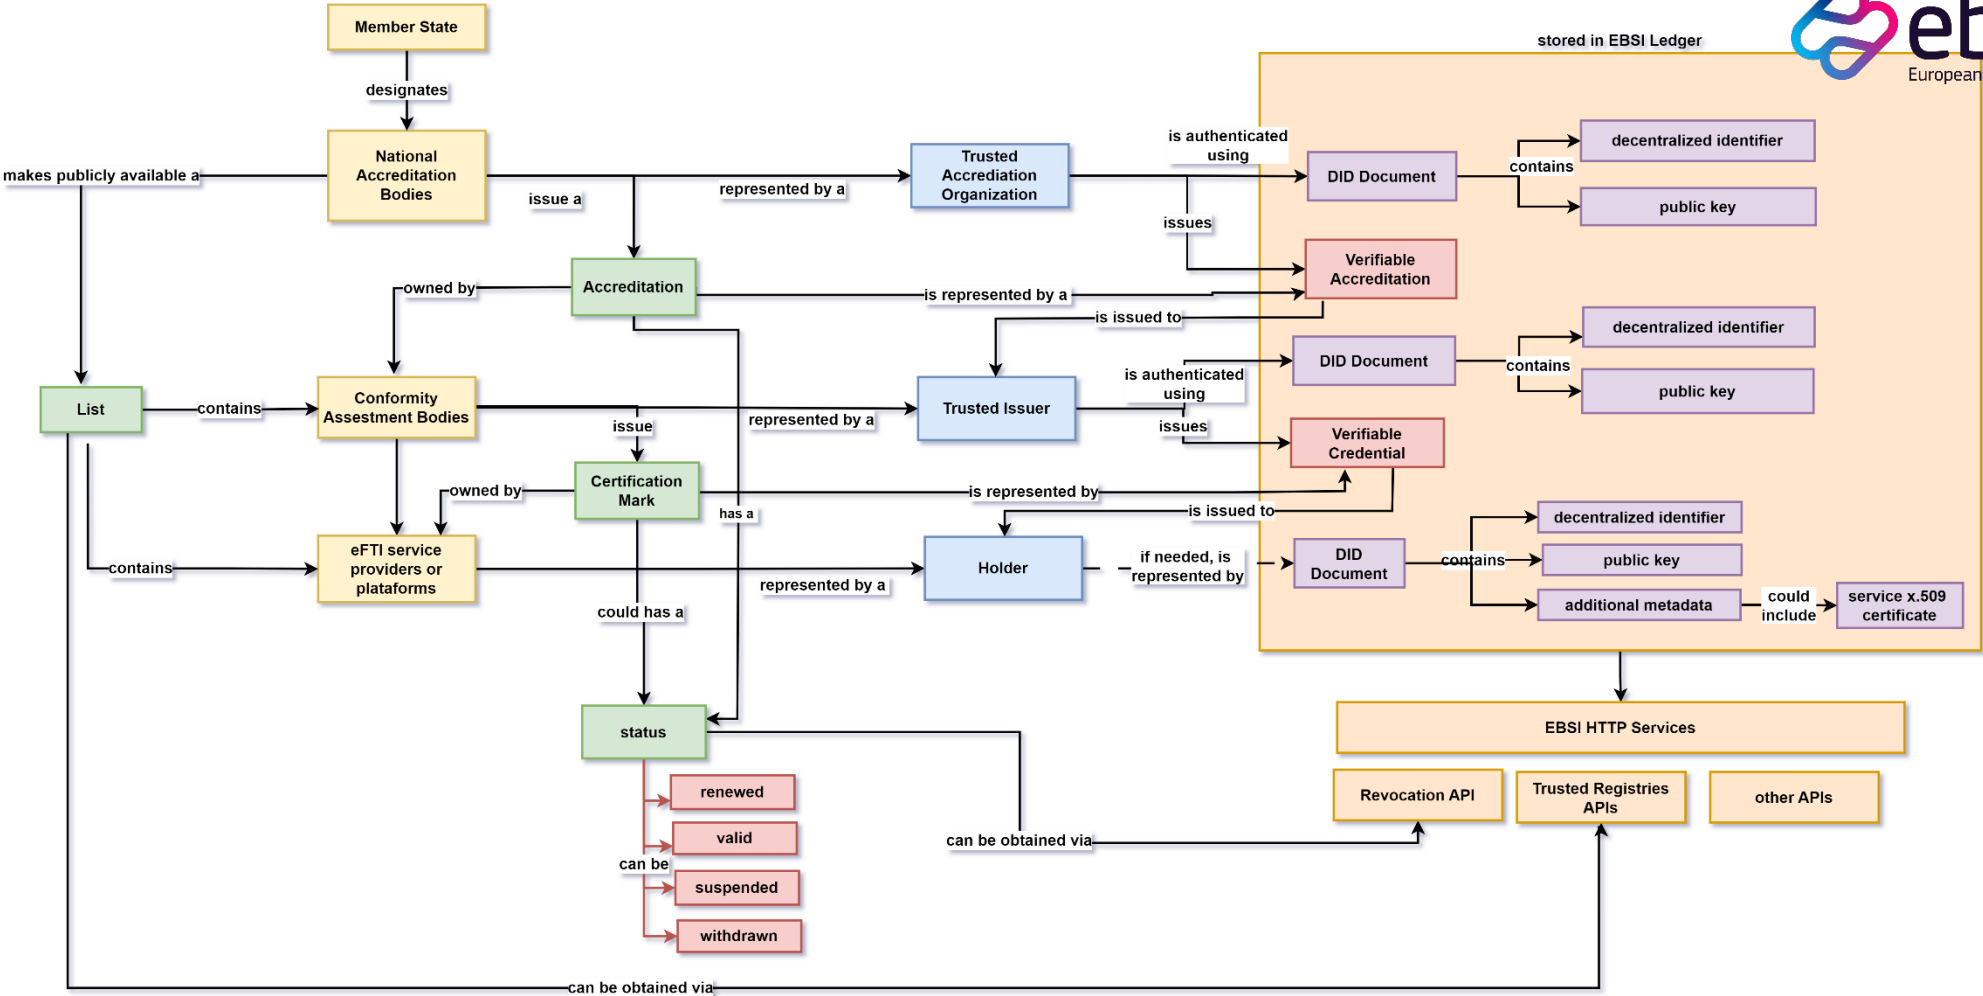 Member State
stored in EBSI Ledger
eb
European
designates
National
Accreditation
Bodies
makes publicly available a
issue a
represented by a
Trusted
Accrediation
Organization
is authenticated
using
DID Document
contains
decentralized identifier
public key
issues
Verifiable
Accreditation
Accreditation
owned by
is represented by a
is issued to
decentralized identifier
DID Document
contains
public key
is authenticated
using
List
contains
Conformity
Assestment Bodies
issue
represented by a
Trusted Issuer
issues
Verifiable
Credential
Certification
Mark
owned by
is represented by
has a
is issued to
decentralized identifier
contains
eFTI service
providers or
plataforms
represented by a
Holder
if needed, is
represented by
DID
Document
contains
public key
additional metadata
could
include
service x.509
certificate
could has a
status
EBSI HTTP Services
renewed
valid
can be
suspended
withdrawn
can be obtained via
Revocation API
Trusted Registries
APIs
other APIs
can be obtained via